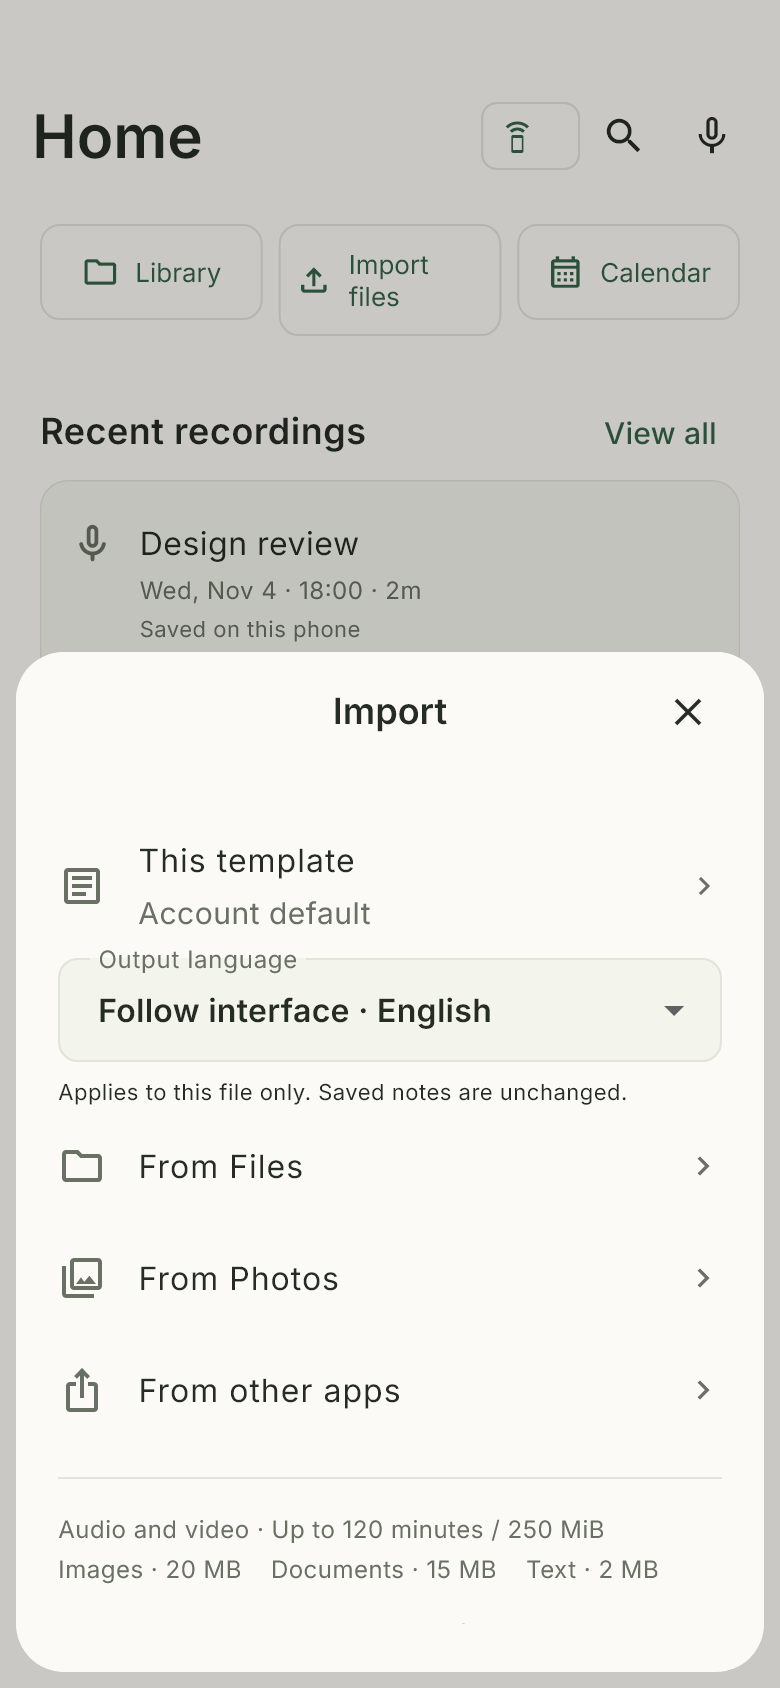 Home
Library
Import
files
Calendar
Recent recordings
View all
Design review
Wed, Nov 4 · 18:00 · 2m
Saved on this phone
Import
This template
Account default
Output language
Follow interface · English
Applies to this file only. Saved notes are unchanged.
From Files
From Photos
From other apps
Audio and video · Up to 120 minutes / 250 MiB
Images · 20 MB Documents · 15 MB Text · 2 MB